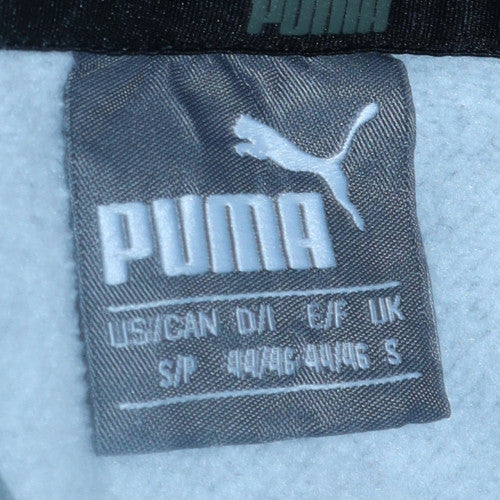 PUMA
PUMA
US/CAN D/I E/F UK
S/P 44/46 44/46 S